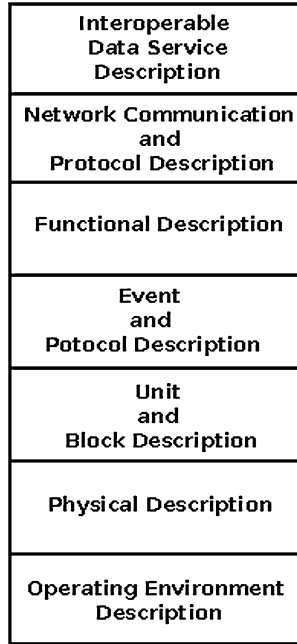 Interoperable
Data Service
Description
Network Communication
and
Protocol Description
Functional Description
Event
and
Potocol Description
Unit
and
Block Description
Physical Description
Operating Environment
Description